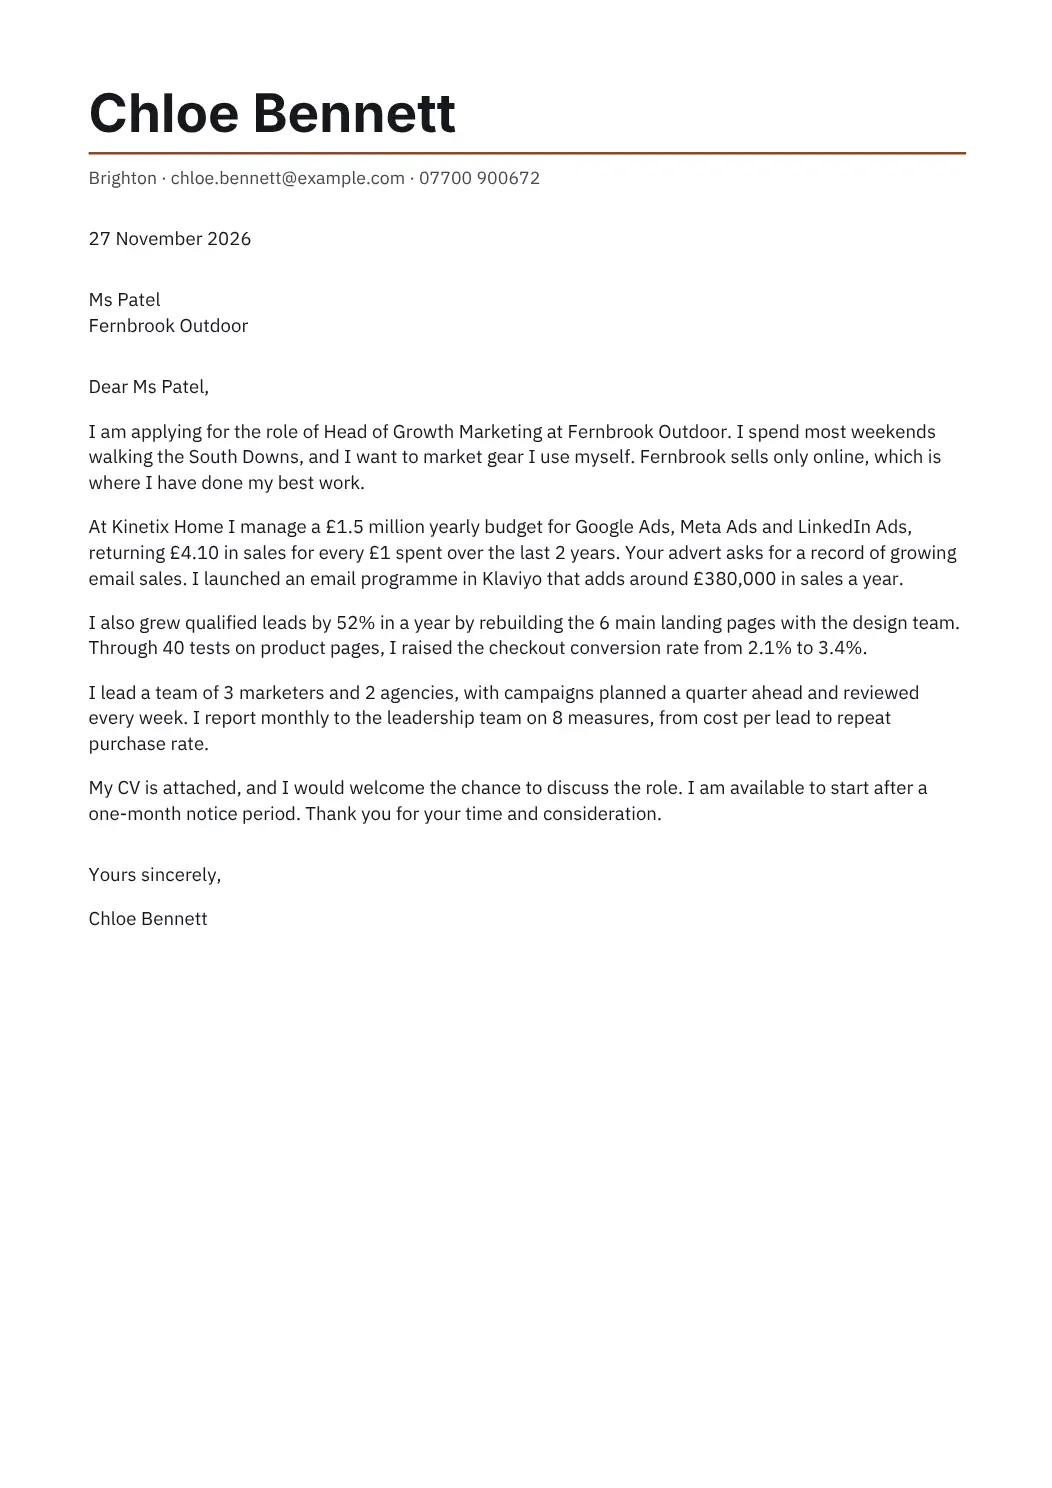 Chloe Bennett
Brighton · chloe.bennett@example.com · 07700 900672
27 November 2026
Ms Patel
Fernbrook Outdoor
Dear Ms Patel,
I am applying for the role of Head of Growth Marketing at Fernbrook Outdoor. I spend most weekends
walking the South Downs, and I want to market gear I use myself. Fernbrook sells only online, which is
where I have done my best work.
At Kinetix Home I manage a £1.5 million yearly budget for Google Ads, Meta Ads and LinkedIn Ads,
returning £4.10 in sales for every £1 spent over the last 2 years. Your advert asks for a record of growing
email sales. I launched an email programme in Klaviyo that adds around £380,000 in sales a year.
I also grew qualified leads by 52% in a year by rebuilding the 6 main landing pages with the design team.
Through 40 tests on product pages, I raised the checkout conversion rate from 2.1% to 3.4%.
I lead a team of 3 marketers and 2 agencies, with campaigns planned a quarter ahead and reviewed
every week. I report monthly to the leadership team on 8 measures, from cost per lead to repeat
purchase rate.
My CV is attached, and I would welcome the chance to discuss the role. I am available to start after a
one-month notice period. Thank you for your time and consideration.
Yours sincerely,
Chloe Bennett